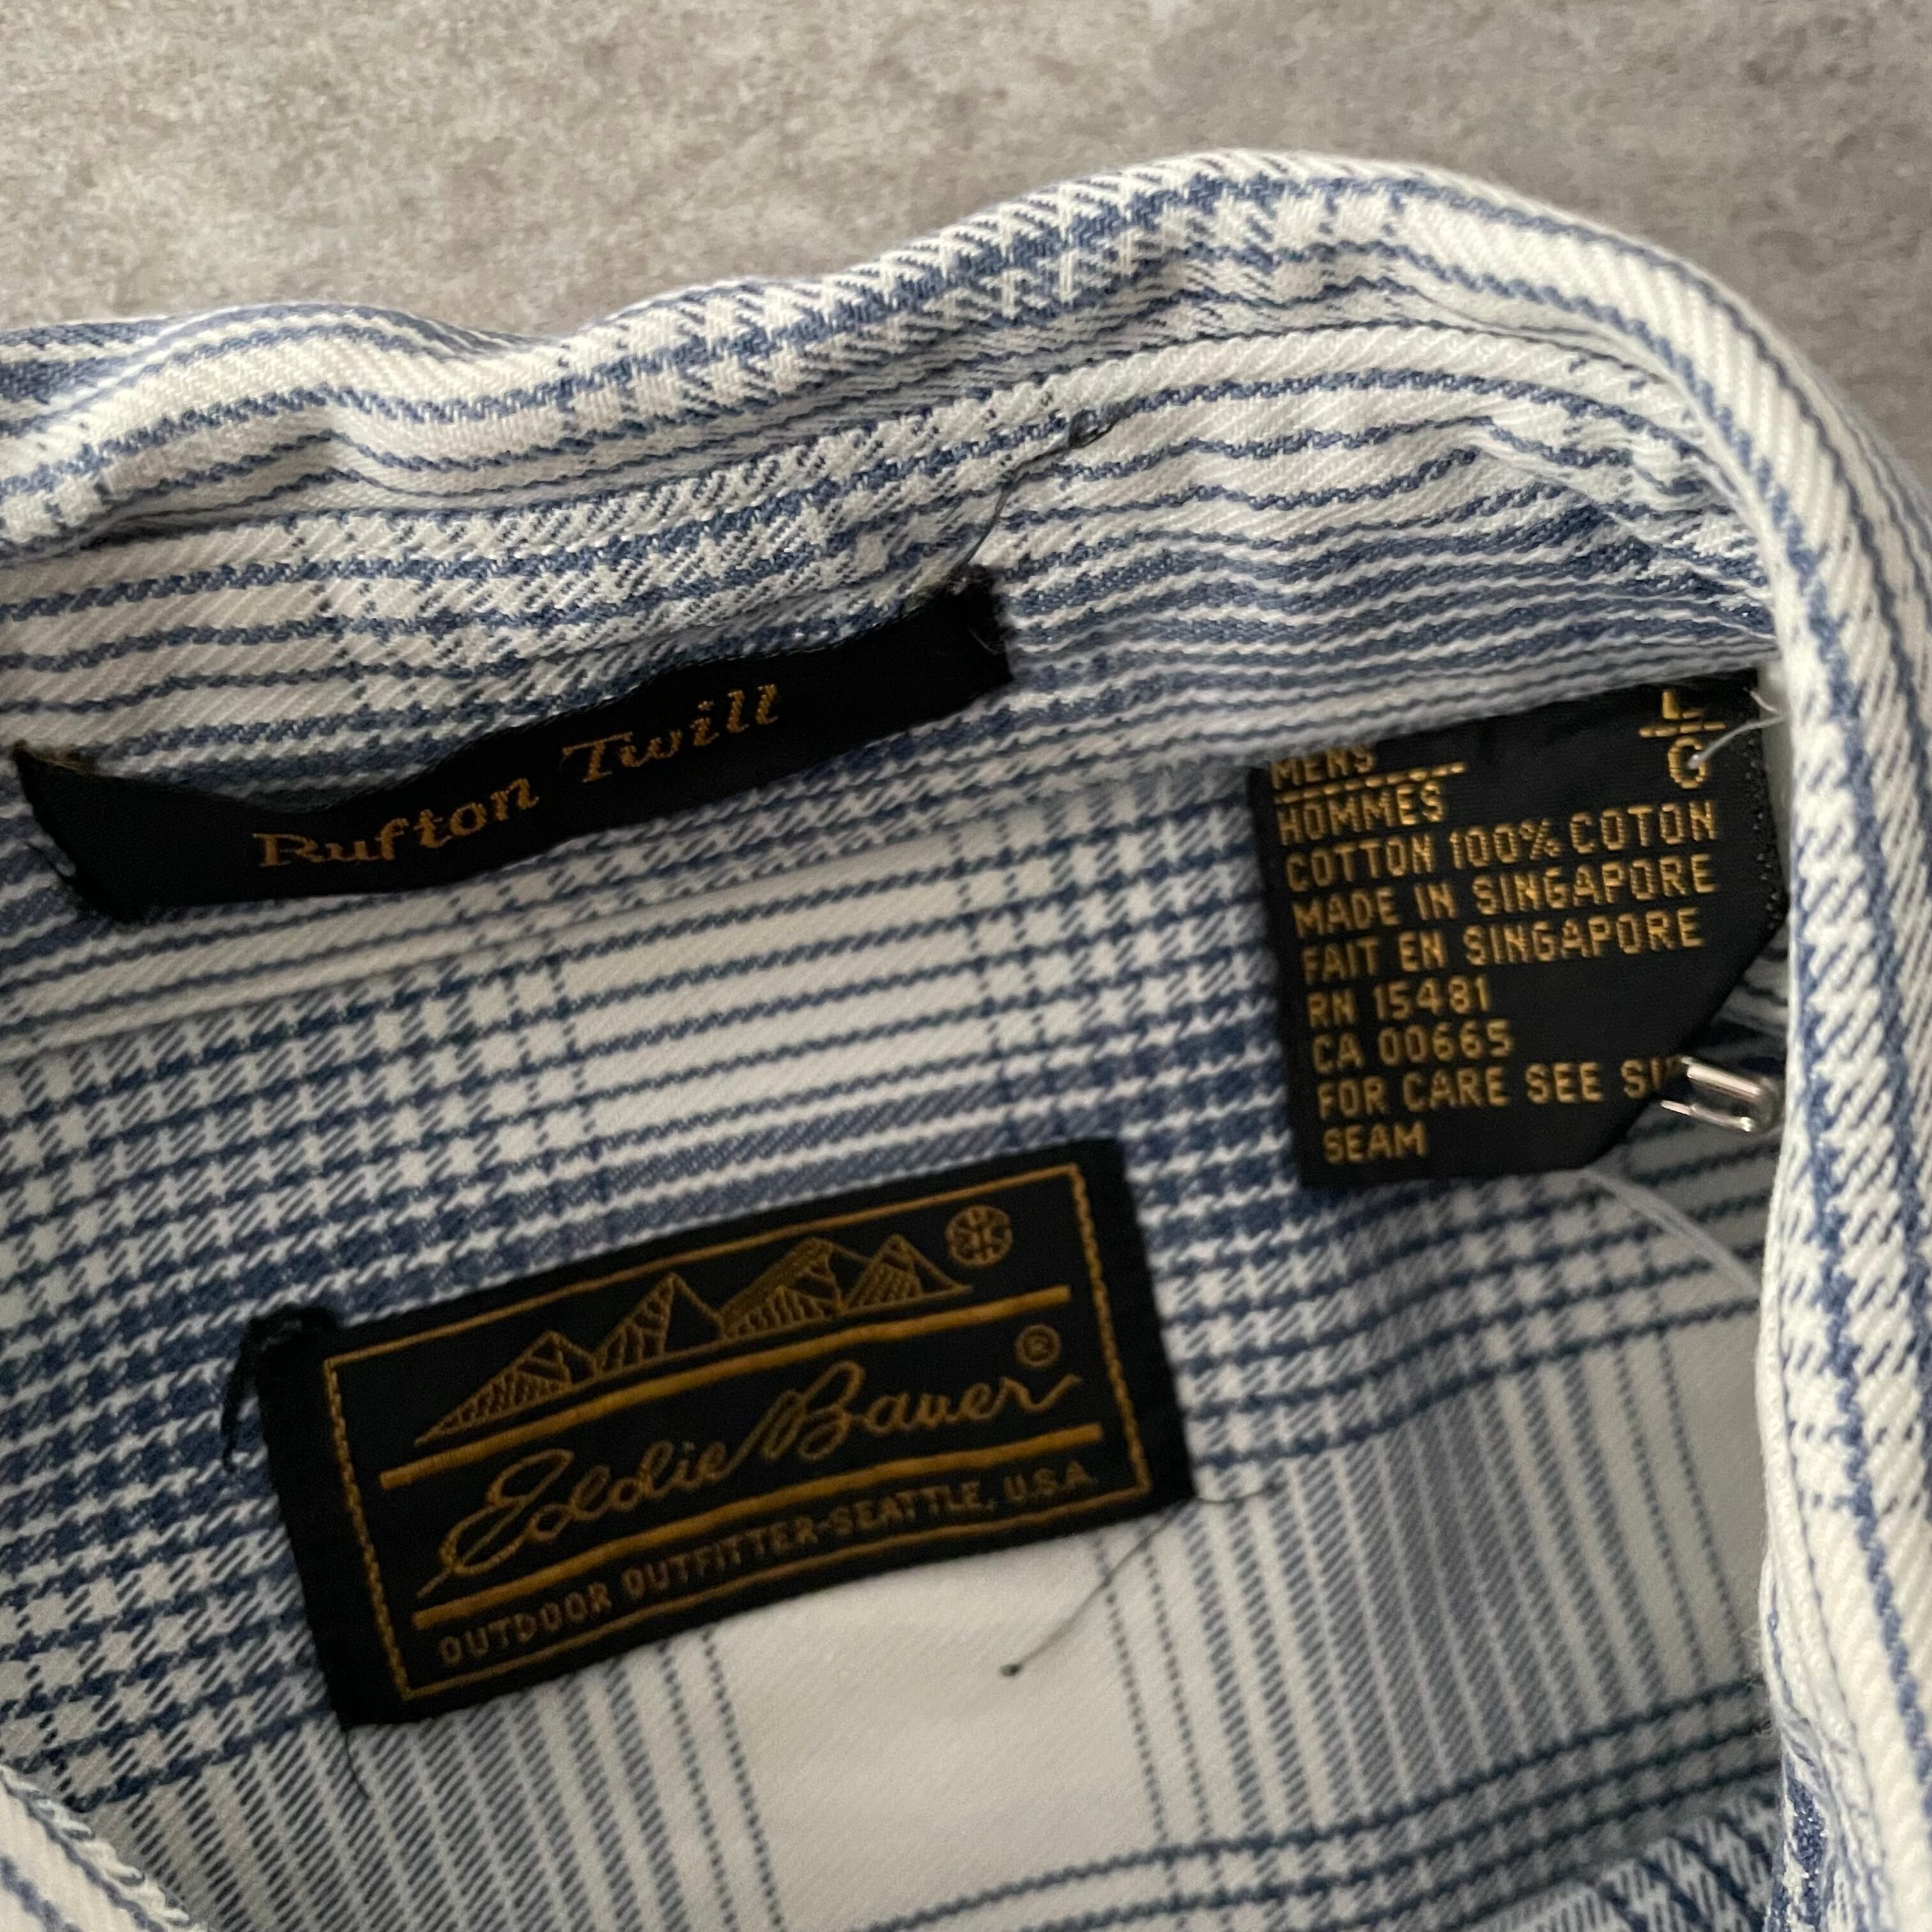 Rufton Twill
L
G
MENS
HOMMES
COTTON 100% COTON
MADE IN SINGAPORE
FAIT EN SINGAPORE
RN 15481
CA 00665
FOR CARE SEE
SEAM
Eddie Bauer®
OUTDOOR OUTFITTER-SEATTLE, U.S.A.